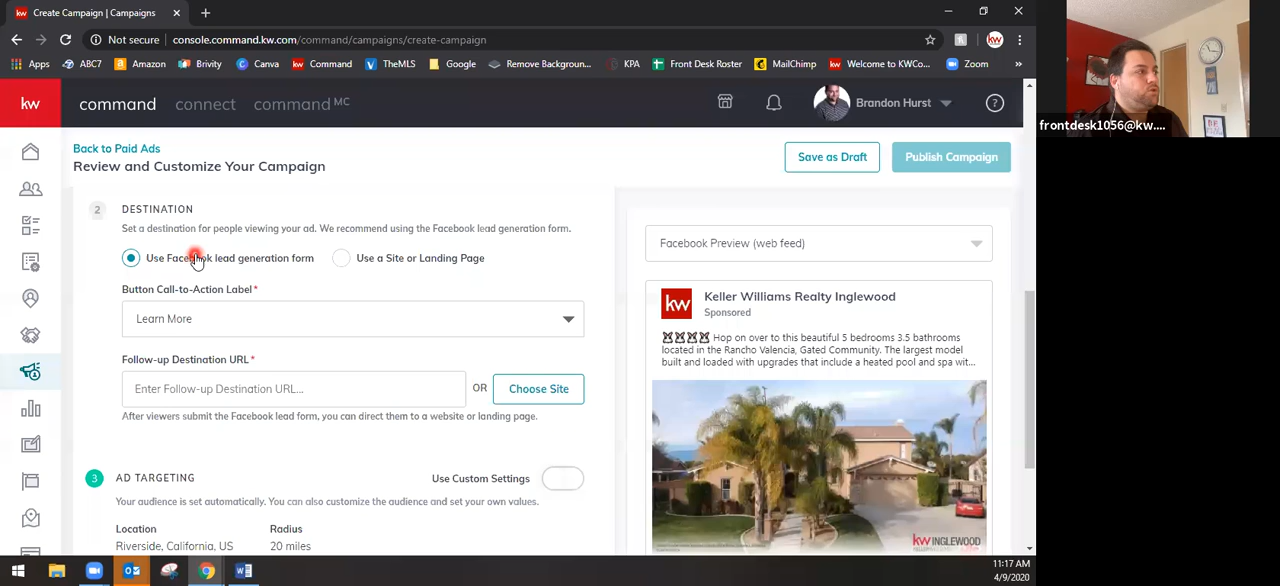 Create Campaign | Campaigns
Not secure console.command.kw.com/command/campaigns/create-campaign
Apps ABC7 Amazon Brivity Canva Command TheMLS Google Remove Backgroun... KPA Front Desk Roster MailChimp Welcome to KWCo... Zoom »
kw command connect command MC Brandon Hurst
frontdesk1056@kw....
Back to Paid Ads
Review and Customize Your Campaign
Save as Draft Publish Campaign
2 DESTINATION
Set a destination for people viewing your ad. We recommend using the Facebook lead generation form.
Use Facebook lead generation form Use a Site or Landing Page
Button Call-to-Action Label*
Learn More
Follow-up Destination URL*
Enter Follow-up Destination URL... OR Choose Site
After viewers submit the Facebook lead form, you can direct them to a website or landing page.
3 AD TARGETING Use Custom Settings
Your audience is set automatically. You can also customize the audience and set your own values.
Location Radius
Riverside, California, US 20 miles
Facebook Preview (web feed)
kw Keller Williams Realty Inglewood
Sponsored
Hop on over to this beautiful 5 bedrooms 3.5 bathrooms
located in the Rancho Valencia, Gated Community. The largest model
built and loaded with upgrades that include a heated pool and spa wit...
kw INGLEWOOD
11:17 AM
4/9/2020